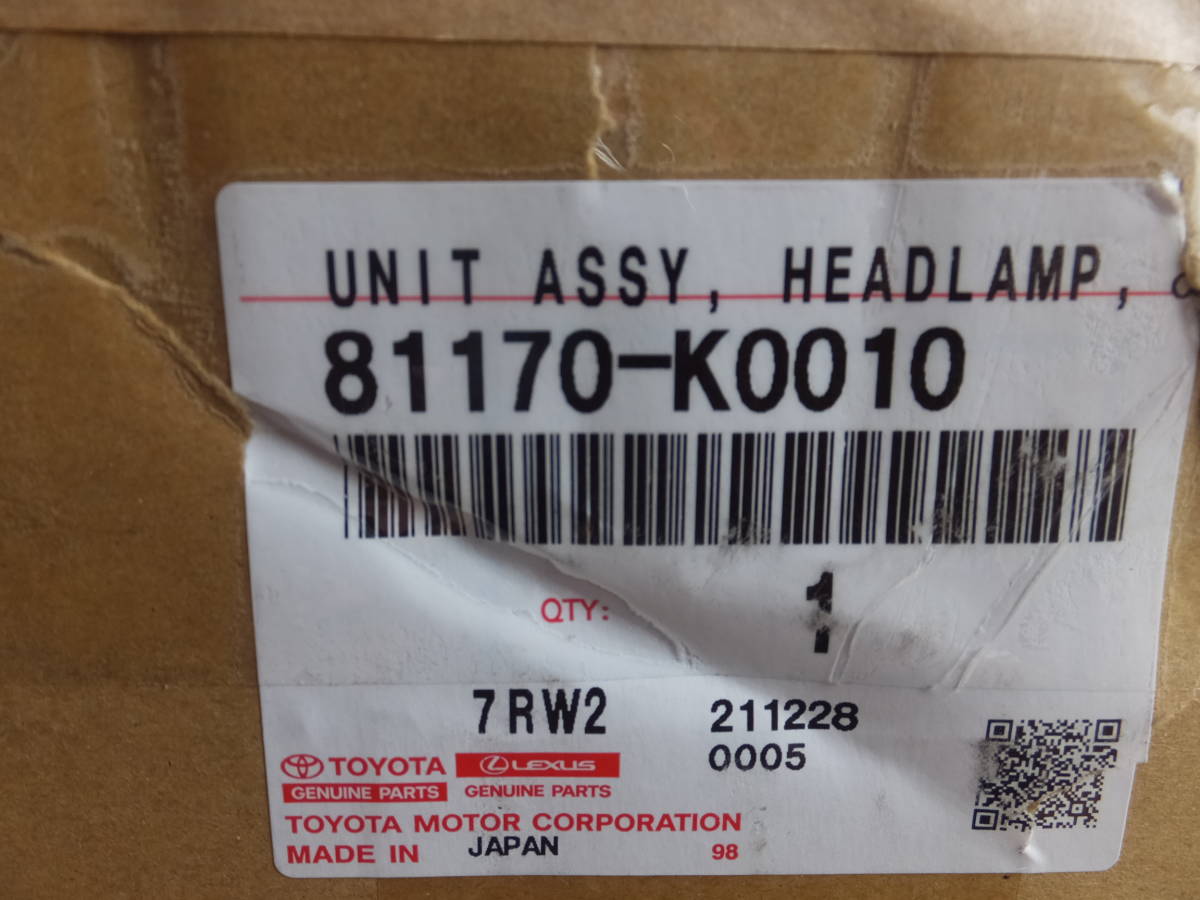 UNIT ASSY, HEADLAMP,
81170-K0010
QTY: 1
7RW2 211228
0005
TOYOTA LEXUS
GENUINE PARTS GENUINE PARTS
TOYOTA MOTOR CORPORATION
MADE IN JAPAN 98